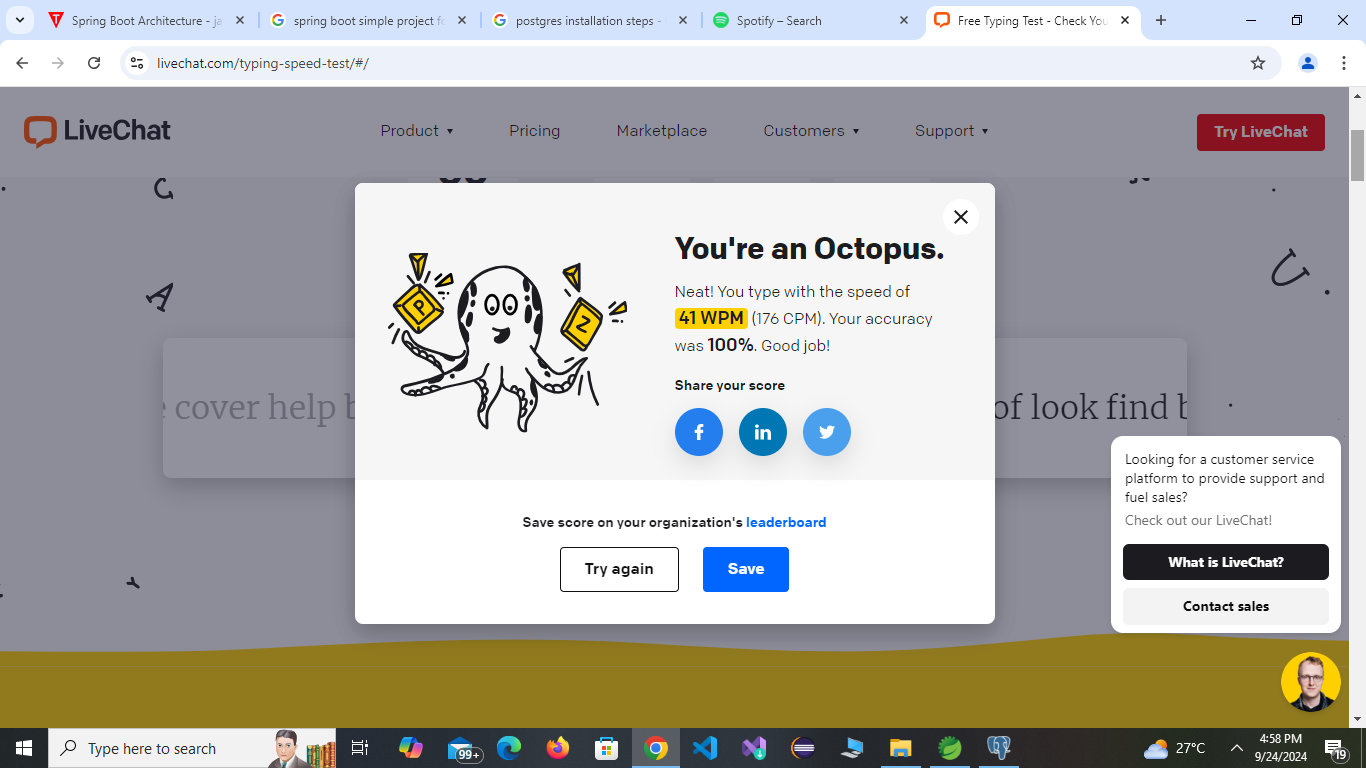 Spring Boot Architecture - ja
spring boot simple project fo
postgres installation steps -
Spotify – Search
Free Typing Test - Check You
livechat.com/typing-speed-test/#/
LiveChat
Product
Pricing
Marketplace
Customers
Support
Try LiveChat
You're an Octopus.
Neat! You type with the speed of
41 WPM (176 CPM). Your accuracy
was 100%. Good job!
Share your score
P
Z
A
cover help b
of look find b
Save score on your organization's leaderboard
Try again
Save
Looking for a customer service
platform to provide support and
fuel sales?
Check out our LiveChat!
What is LiveChat?
Contact sales
Type here to search
99+
27°C
4:58 PM
9/24/2024
19